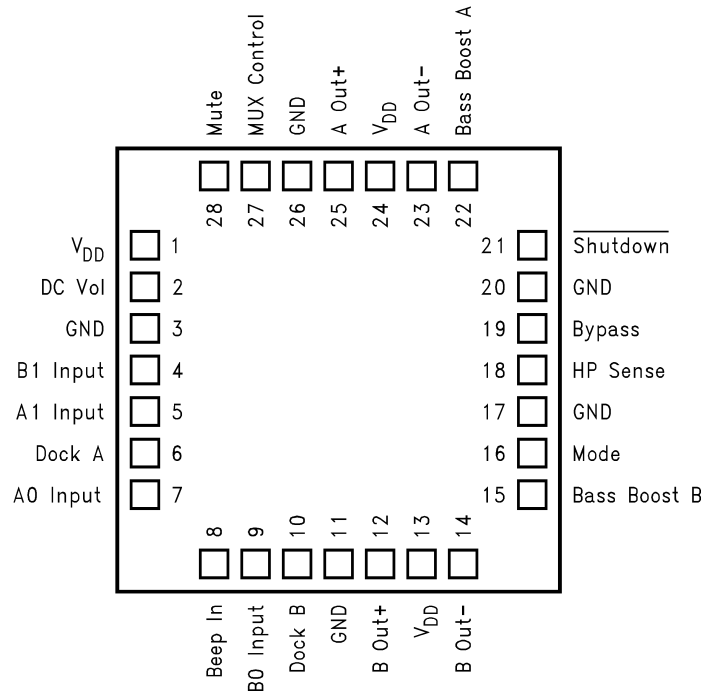 Mute
MUX Control
GND
A Out+
VDD
A Out-
Bass Boost A
28
27
26
25
24
23
22
VDD 1
DC Vol 2
GND 3
B1 Input 4
A1 Input 5
Dock A 6
A0 Input 7
21 Shutdown
20 GND
19 Bypass
18 HP Sense
17 GND
16 Mode
15 Bass Boost B
8
9
10
11
12
13
14
Beep In
B0 Input
Dock B
GND
B Out+
VDD
B Out-